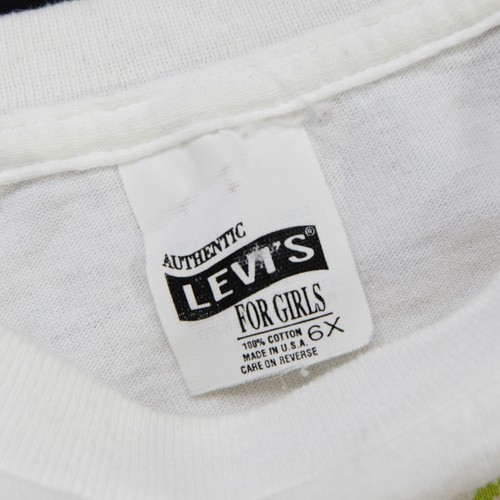 AUTHENTIC
LEVI'S®
FOR GIRLS
100% COTTON 6X
MADE IN U.S.A.
CARE ON REVERSE